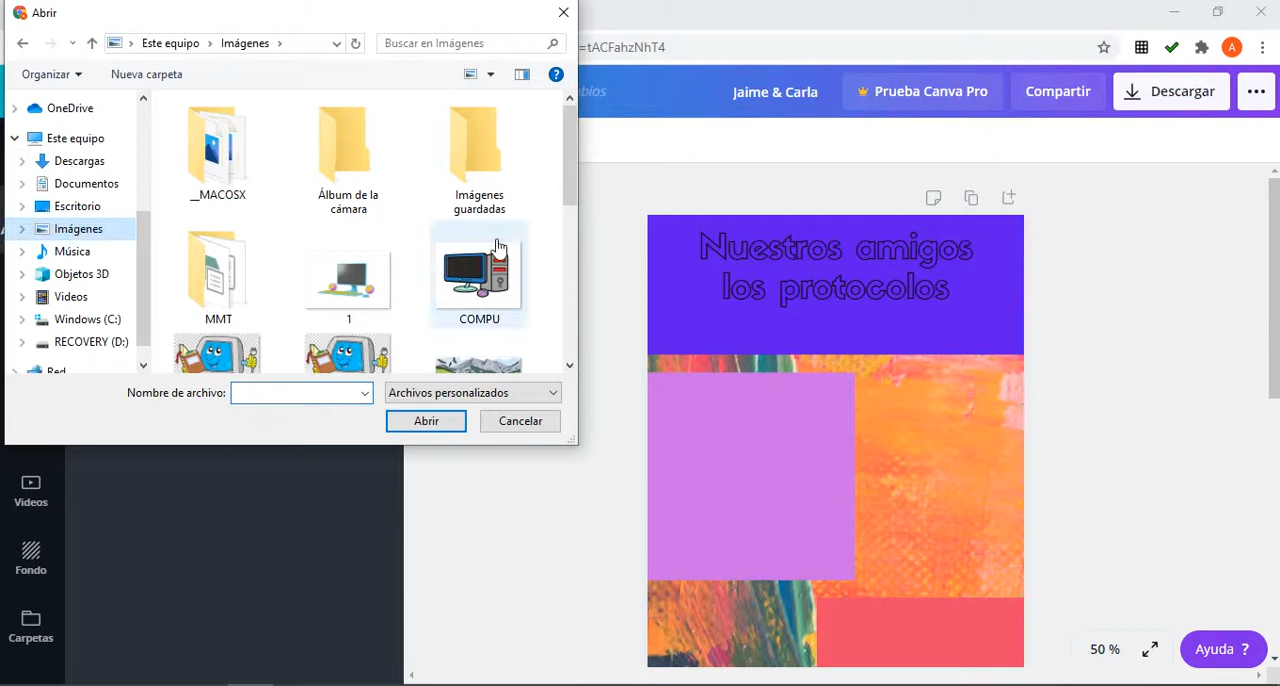 Abrir
Este equipo
Imágenes
Buscar en Imágenes
=tACFahzNhT4
A
Organizar
Nueva carpeta
?
Jaime & Carla
Prueba Canva Pro
Compartir
Descargar
OneDrive
Este equipo
Descargas
Documentos
Escritorio
Imágenes
Música
Objetos 3D
Videos
Windows (C:)
RECOVERY (D:)
Red
__MACOSX
Álbum de la
cámara
Imágenes
guardadas
MMT
1
COMPU
Nombre de archivo:
Archivos personalizados
Abrir
Cancelar
Nuestros amigos
los protocolos
Videos
Fondo
Carpetas
50 %
Ayuda ?